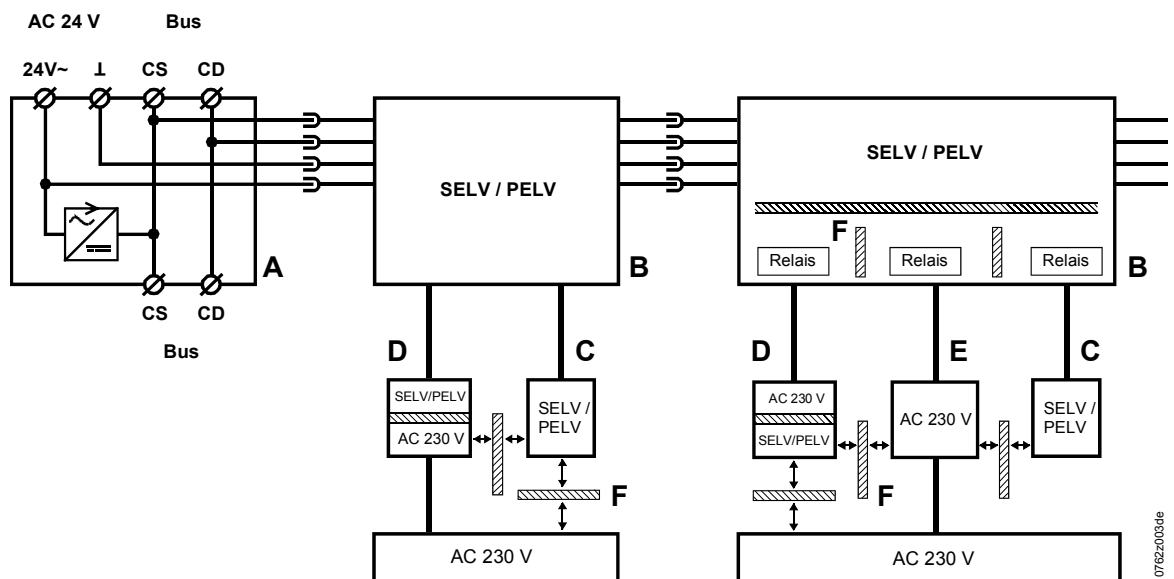 AC 24 V Bus
24V~ ⊥ CS CD
A
CS CD
Bus
SELV / PELV
B
D C
SELV/PELV
AC 230 V
SELV /
PELV
F
AC 230 V
SELV / PELV
F
Relais Relais Relais
B
D E C
AC 230 V
SELV/PELV
AC 230 V
SELV /
PELV
F
AC 230 V
0762z003de